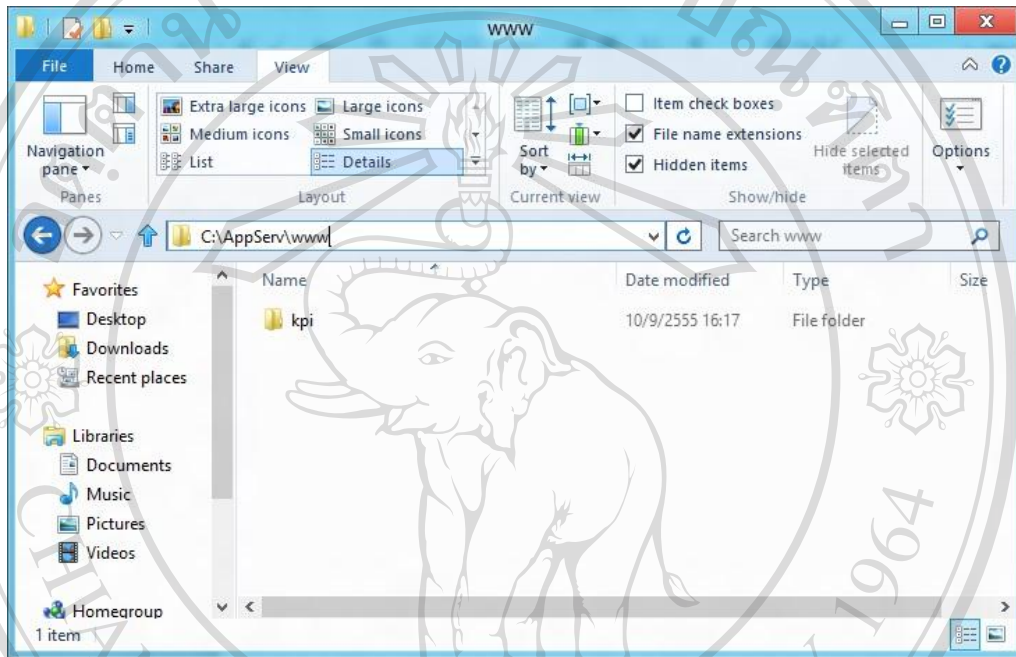 www
File Home Share View
Extra large icons Large icons
Medium icons Small icons
List Details
Navigation pane
Sort by
Item check boxes
File name extensions
Hidden items
Hide selected items
Options
Panes Layout Current view Show/hide
C:\AppServ\www Search www
Name Date modified Type Size
kpi 10/9/2555 16:17 File folder
Favorites
Desktop
Downloads
Recent places
Libraries
Documents
Music
Pictures
Videos
Homegroup
1 item
1964